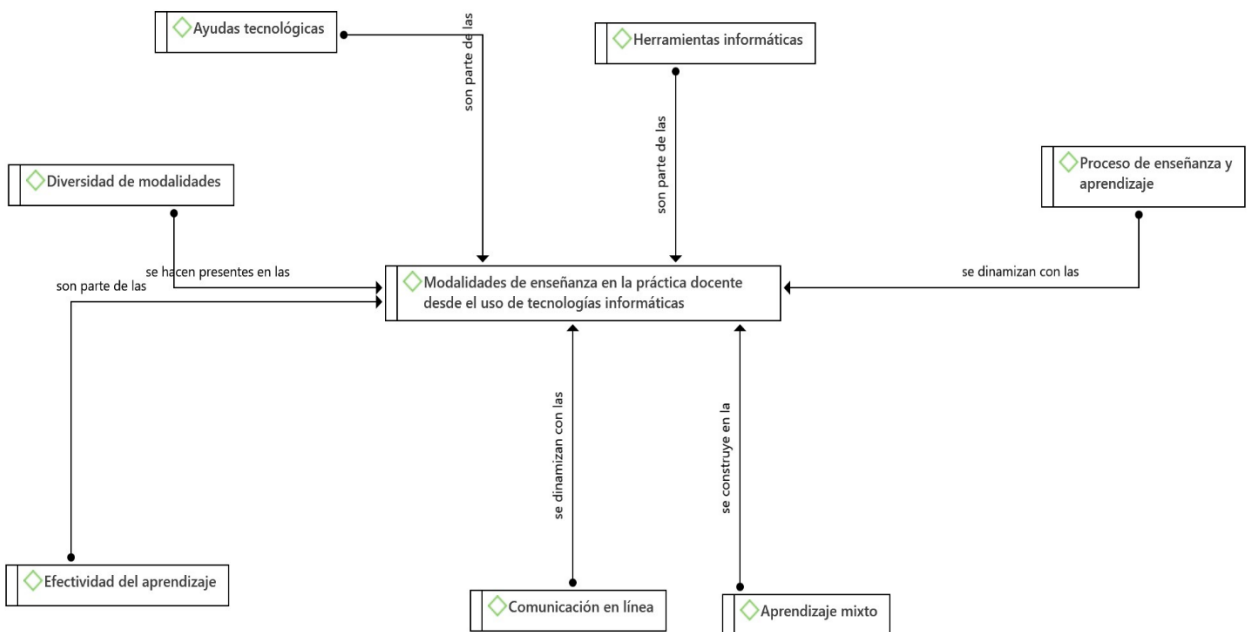 Ayudas tecnológicas
Herramientas informáticas
son parte de las
son parte de las
Proceso de enseñanza y
aprendizaje
Diversidad de modalidades
se hacen presentes en las
se dinamizan con las
son parte de las
Modalidades de enseñanza en la práctica docente
desde el uso de tecnologías informáticas
se dinamizan con las
se construye en la
Efectividad del aprendizaje
Comunicación en línea
Aprendizaje mixto